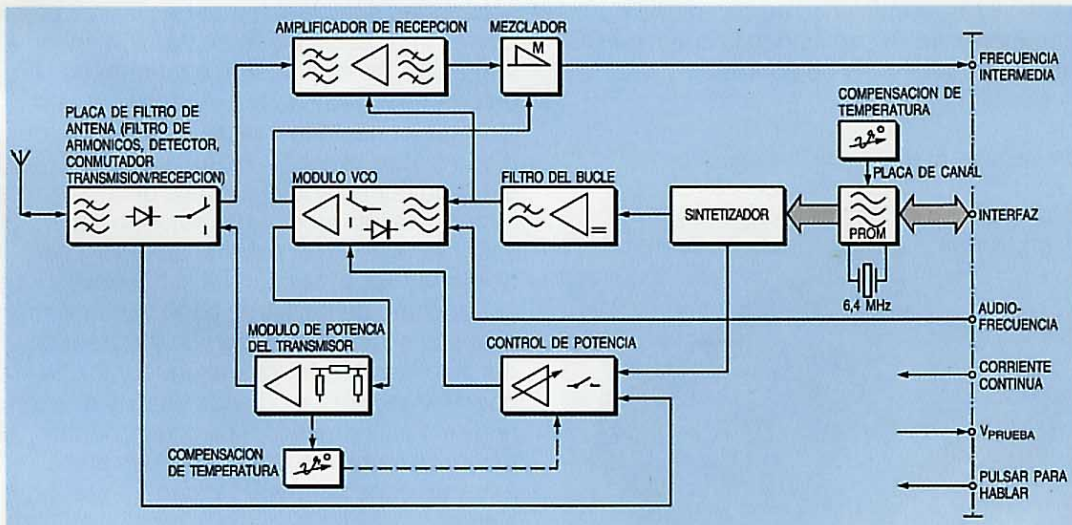 AMPLIFICADOR DE RECEPCION
MEZCLADOR
M
FRECUENCIA
INTERMEDIA
COMPENSACION DE
TEMPERATURA
PLACA DE FILTRO DE
ANTENA (FILTRO DE
ARMONICOS, DETECTOR,
CONMUTADOR
TRANSMISION/RECEPCION)
MODULO VCO
FILTRO DEL BUCLE
PLACA DE CANAL
SINTETIZADOR
PROM
INTERFAZ
6,4 MHz
AUDIO-
FRECUENCIA
MODULO DE POTENCIA
DEL TRANSMISOR
CONTROL DE POTENCIA
CORRIENTE
CONTINUA
COMPENSACION
DE TEMPERATURA
VPRUEBA
PULSAR PARA
HABLAR